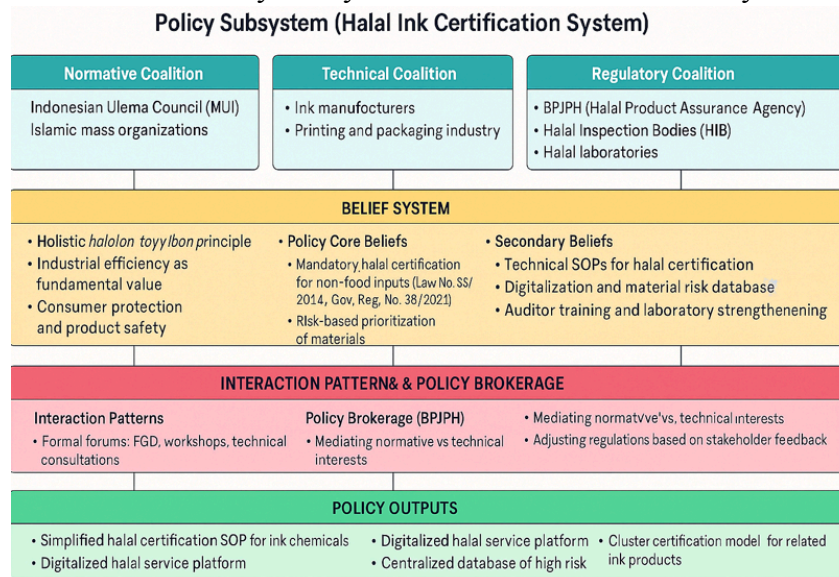 Policy Subsystem (Halal Ink Certification System)
Normative Coalition
Indonesian Ulema Council (MUI)
Islamic mass organizations
Technical Coalition
• Ink manufocturers
• Printing and packaging industry
Regulatory Coalition
• BPJPH (Halal Product Assurance Agency)
• Halal Inspection Bodies (HIB)
• Halal laboratories
BELIEF SYSTEM
• Holistic halolon toyylbon principle
• Industrial efficiency as
fundamental value
• Consumer protection
and product safety
• Policy Core Beliefs
• Mandatory halal certification
for non-food inputs (Law No. SS/
2014, Gov, Reg, No. 38/2021)
• RIsk-based prioritization
of materials
• Secondary Beliefs
• Technical SOPs for halal certification
• Digitalization and material risk database
• Auditor training and laboratory strengthenening
INTERACTION PATTERN& & POLICY BROKERAGE
Interaction Patterns
• Formal forums: FGD, workshops, technical
consultations
Policy Brokerage (BPJPH)
• Mediating normative vs technical
interests
• Mediating normatve'vs, technical interests
• Adjusting regulations based on stakeholder feedback
POLICY OUTPUTS
• Simplified halal certification SOP for ink chemicals
• Digitalized halal service platform
• Digitalized halal service platform
• Centralized database of high risk
• Cluster certification model for related
ink products